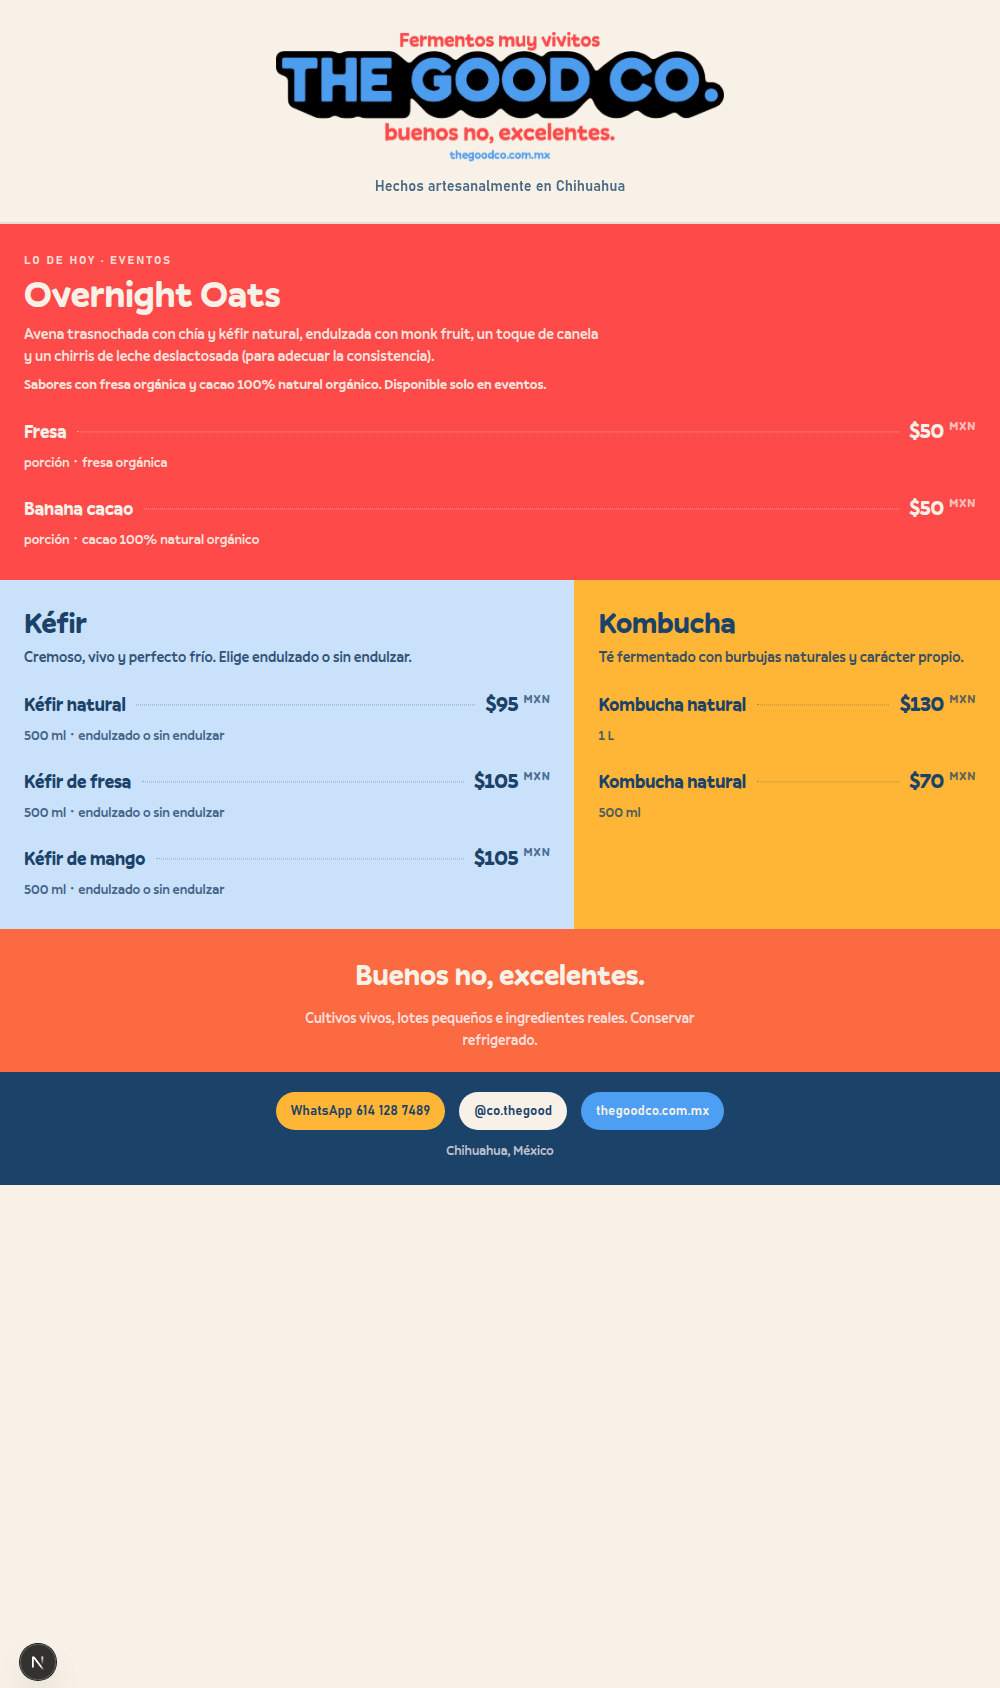 Fermentos muy vivitos
THE GOOD CO.
buenos no, excelentes.
thegoodco.com.mx
Hechos artesanalmente en Chihuahua
LO DE HOY · EVENTOS
Overnight Oats
Avena trasnochada con chía y kéfir natural, endulzada con monk fruit, un toque de canela
y un chirris de leche deslactosada (para adecuar la consistencia).
Sabores con fresa orgánica y cacao 100% natural orgánico. Disponible solo en eventos.
Fresa $50 MXN
porción · fresa orgánica
Banana cacao $50 MXN
porción · cacao 100% natural orgánico
Kéfir
Cremoso, vivo y perfecto frío. Elige endulzado o sin endulzar.
Kéfir natural $95 MXN
500 ml · endulzado o sin endulzar
Kéfir de fresa $105 MXN
500 ml · endulzado o sin endulzar
Kéfir de mango $105 MXN
500 ml · endulzado o sin endulzar
Kombucha
Té fermentado con burbujas naturales y carácter propio.
Kombucha natural $130 MXN
1 L
Kombucha natural $70 MXN
500 ml
Buenos no, excelentes.
Cultivos vivos, lotes pequeños e ingredientes reales. Conservar
refrigerado.
WhatsApp 614 128 7489
@co.thegood
thegoodco.com.mx
Chihuahua, México
N